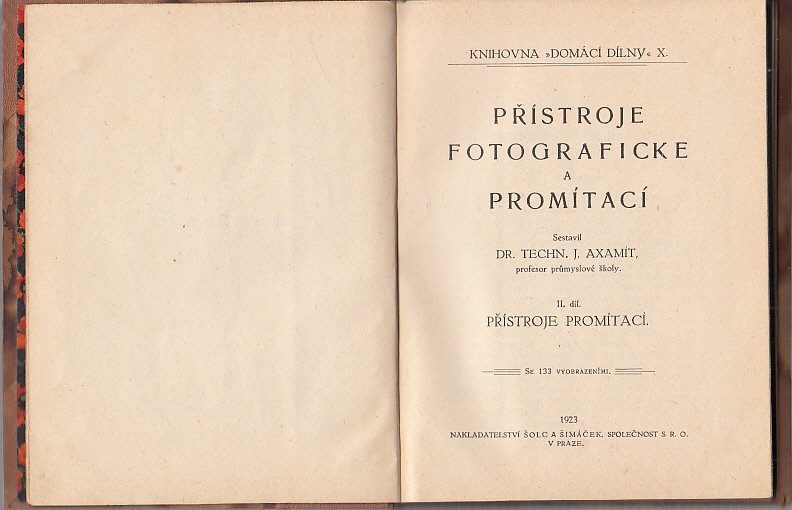 KNIHOVNA »DOMÁCÍ DÍLNY« X.
PŘÍSTROJE
FOTOGRAFICKE
A
PROMÍTACÍ
Sestavil
DR. TECHN. J. AXAMIT,
profesor průmyslové školy.
II. díl.
PŘÍSTROJE PROMÍTACÍ.
SE 133 VYOBRAZENÍMI.
1923
NAKLADATELSTVÍ ŠOLC A ŠIMÁČEK, SPOLEČNOST S R. O.
V PRAZE.